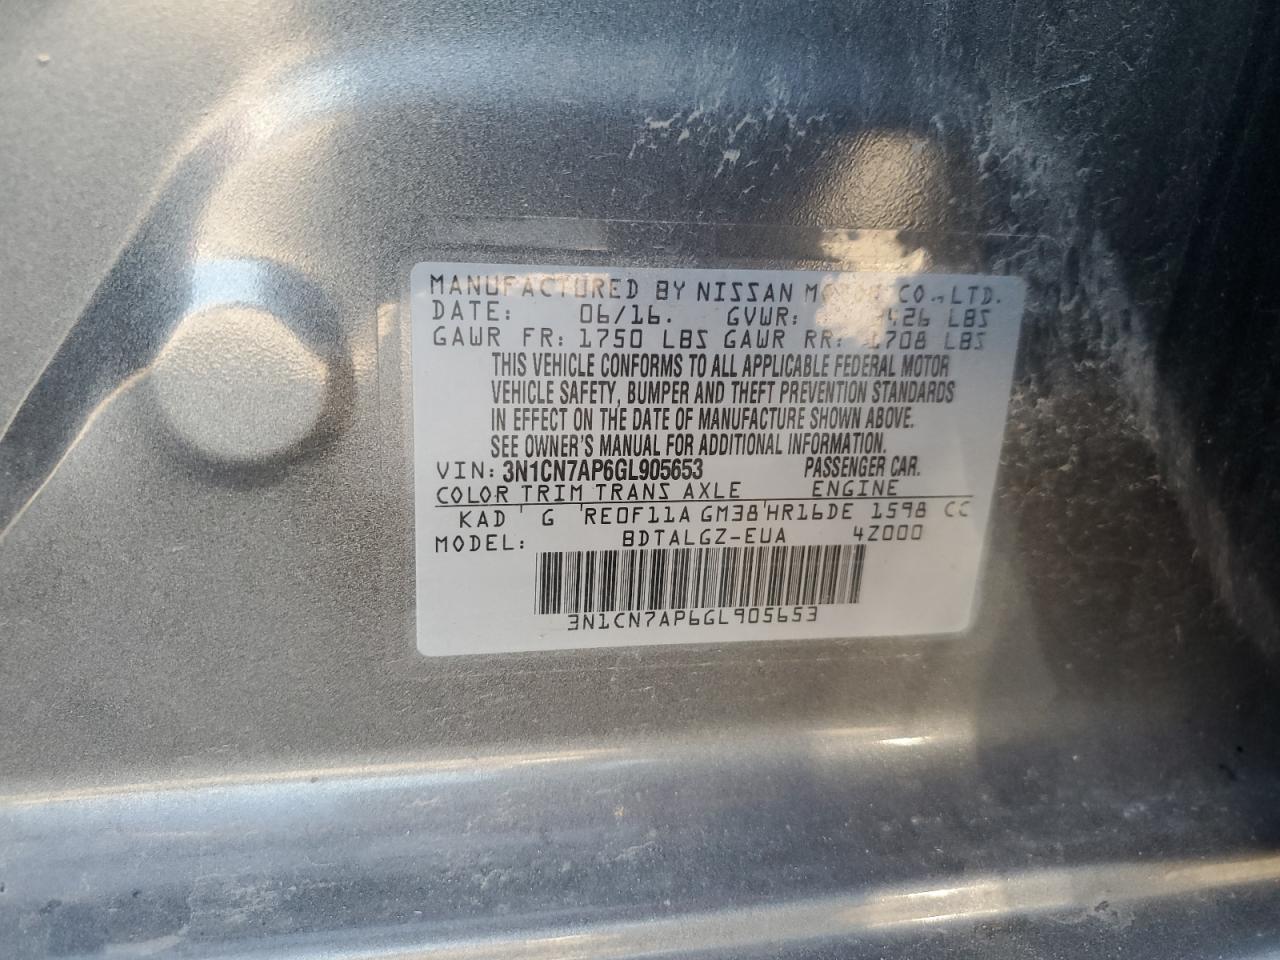 MANUFACTURED BY NISSAN MOTOR CO., LTD.
DATE: 06/16. GVWR: 426 LBS
GAWR FR: 1750 LBS GAWR RR: 1708 LBS
THIS VEHICLE CONFORMS TO ALL APPLICABLE FEDERAL MOTOR
VEHICLE SAFETY, BUMPER AND THEFT PREVENTION STANDARDS
IN EFFECT ON THE DATE OF MANUFACTURE SHOWN ABOVE.
SEE OWNER'S MANUAL FOR ADDITIONAL INFORMATION.
VIN: 3N1CN7AP6GL905653 PASSENGER CAR.
COLOR TRIM TRANS AXLE ENGINE
KAD G RE0F11A GM38 HR16DE 1598 CC
MODEL: BDTALGZ-EUA 4Z000
3N1CN7AP6GL905653